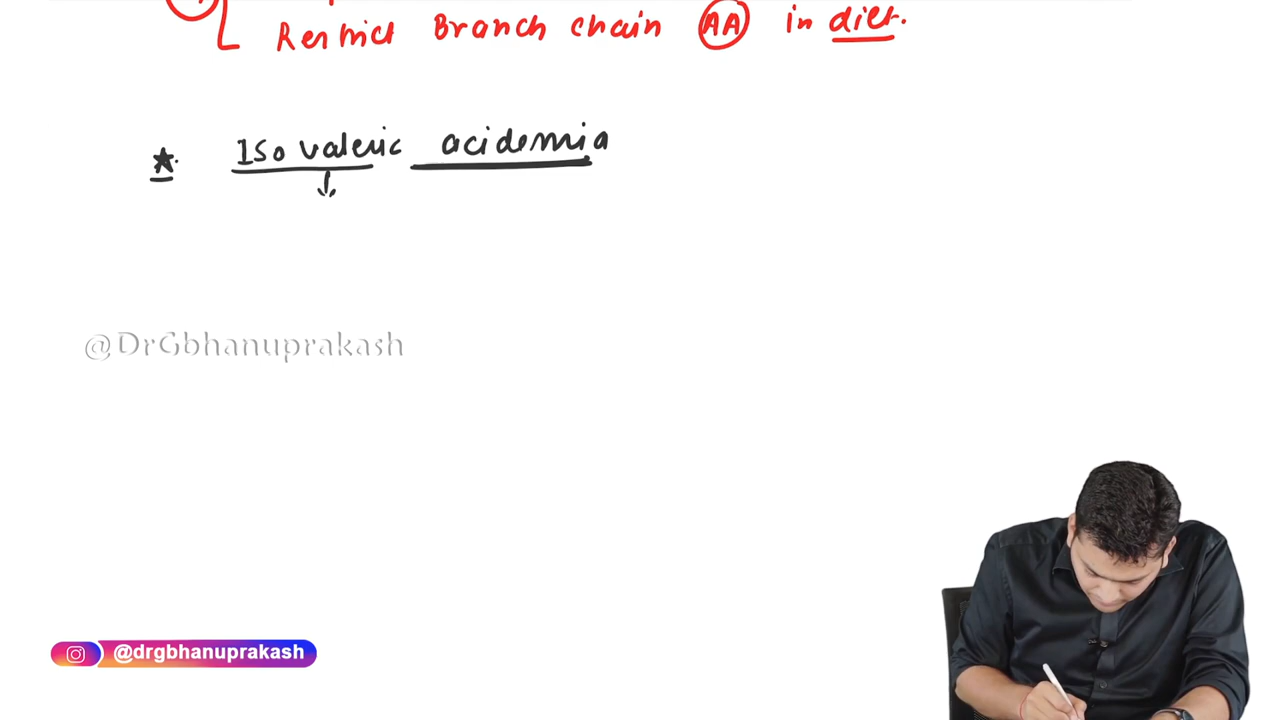 Restrict Branch chain AA in diet.
* Iso valeric acidemia
@DrGbhanuprakash
@drgbhanuprakash